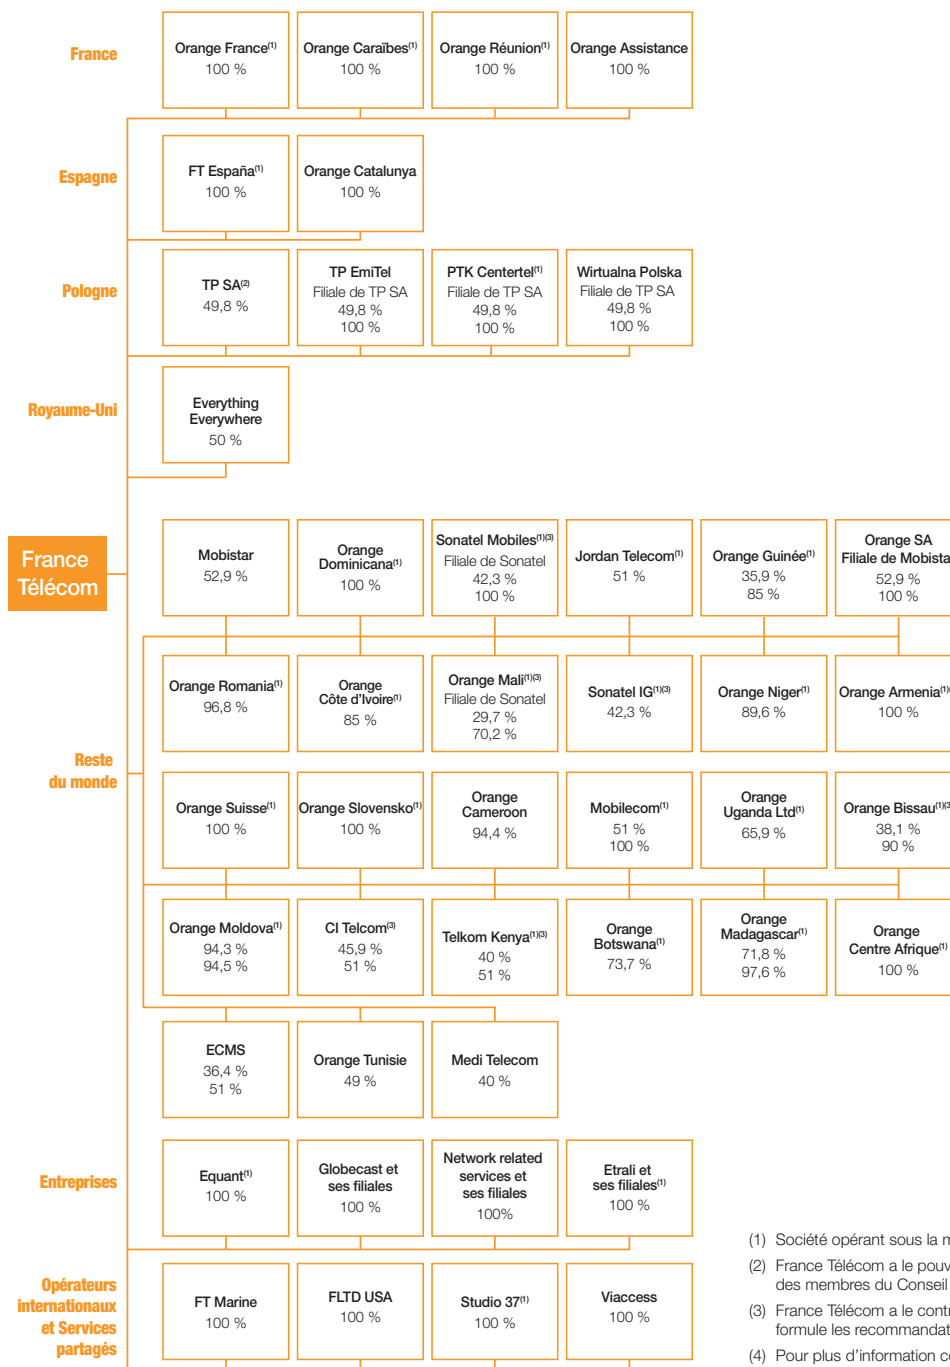 France
Orange France(1)
100 %
Orange Caraïbes(1)
100 %
Orange Réunion(1)
100 %
Orange Assistance
100 %
Espagne
FT España(1)
100 %
Orange Catalunya
100 %
Pologne
TP SA(2)
49,8 %
TP EmiTel
Filiale de TP SA
49,8 %
100 %
PTK Centertel(1)
Filiale de TP SA
49,8 %
100 %
Wirtualna Polska
Filiale de TP SA
49,8 %
100 %
Royaume-Uni
Everything
Everywhere
50 %
France
Télécom
Reste
du monde
Mobistar
52,9 %
Orange
Dominicana(1)
100 %
Sonatel Mobiles(1)(3)
Filiale de Sonatel
42,3 %
100 %
Jordan Telecom(1)
51 %
Orange Guinée(1)
35,9 %
85 %
Orange SA
Filiale de Mobista
52,9 %
100 %
Orange Romania(1)
96,8 %
Orange
Côte d'Ivoire(1)
85 %
Orange Mali(1)(3)
Filiale de Sonatel
29,7 %
70,2 %
Sonatel IG(1)(3)
42,3 %
Orange Niger(1)
89,6 %
Orange Armenia(1)(
100 %
Orange Suisse(1)
100 %
Orange Slovensko(1)
100 %
Orange
Cameroon
94,4 %
Mobilecom(1)
51 %
100 %
Orange
Uganda Ltd(1)
65,9 %
Orange Bissau(1)(3
38,1 %
90 %
Orange Moldova(1)
94,3 %
94,5 %
CI Telcom(3)
45,9 %
51 %
Telkom Kenya(1)(3)
40 %
51 %
Orange
Botswana(1)
73,7 %
Orange
Madagascar(1)
71,8 %
97,6 %
Orange
Centre Afrique(1)
100 %
ECMS
36,4 %
51 %
Orange Tunisie
49 %
Medi Telecom
40 %
Entreprises
Equant(1)
100 %
Globecast et
ses filiales
100 %
Network related
services et
ses filiales
100%
Etrali et
ses filiales(1)
100 %
Opérateurs
internationaux
et Services
partagés
FT Marine
100 %
FLTD USA
100 %
Studio 37(1)
100 %
Viaccess
100 %
(1) Société opérant sous la m
(2) France Télécom a le pouv
des membres du Conseil
(3) France Télécom a le contr
formule les recommandat
(4) Pour plus d'information co